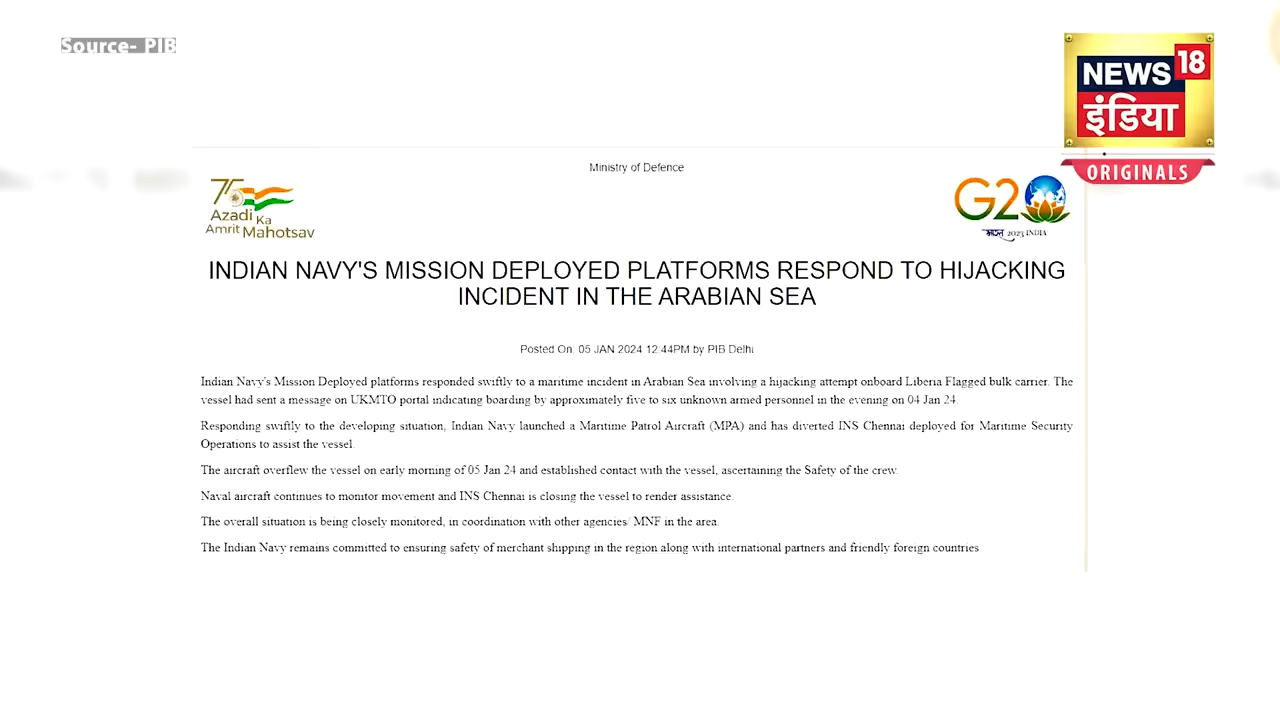 Source- PIB
NEWS 18
इंडिया
ORIGINALS
Ministry of Defence
75
Azadi Ka
Amrit Mahotsav
G20
भारत 2023 INDIA
INDIAN NAVY'S MISSION DEPLOYED PLATFORMS RESPOND TO HIJACKING
INCIDENT IN THE ARABIAN SEA
Posted On: 05 JAN 2024 12:44PM by PIB Delhi
Indian Navy's Mission Deployed platforms responded swiftly to a maritime incident in Arabian Sea involving a hijacking attempt onboard Liberia Flagged bulk carrier. The
vessel had sent a message on UKMTO portal indicating boarding by approximately five to six unknown armed personnel in the evening on 04 Jan 24.
Responding swiftly to the developing situation, Indian Navy launched a Maritime Patrol Aircraft (MPA) and has diverted INS Chennai deployed for Maritime Security
Operations to assist the vessel.
The aircraft overflew the vessel on early morning of 05 Jan 24 and established contact with the vessel, ascertaining the Safety of the crew.
Naval aircraft continues to monitor movement and INS Chennai is closing the vessel to render assistance.
The overall situation is being closely monitored, in coordination with other agencies/ MNF in the area.
The Indian Navy remains committed to ensuring safety of merchant shipping in the region along with international partners and friendly foreign countries